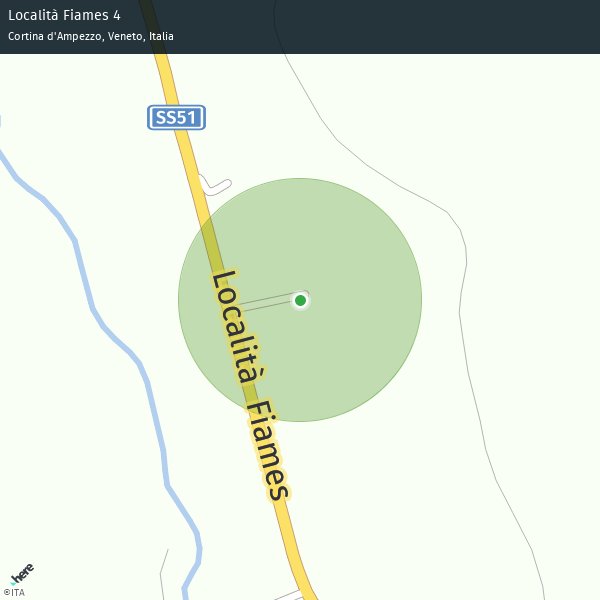 Località Fiames 4
Cortina d'Ampezzo, Veneto, Italia
SS51
Località Fiames
here
©ITA